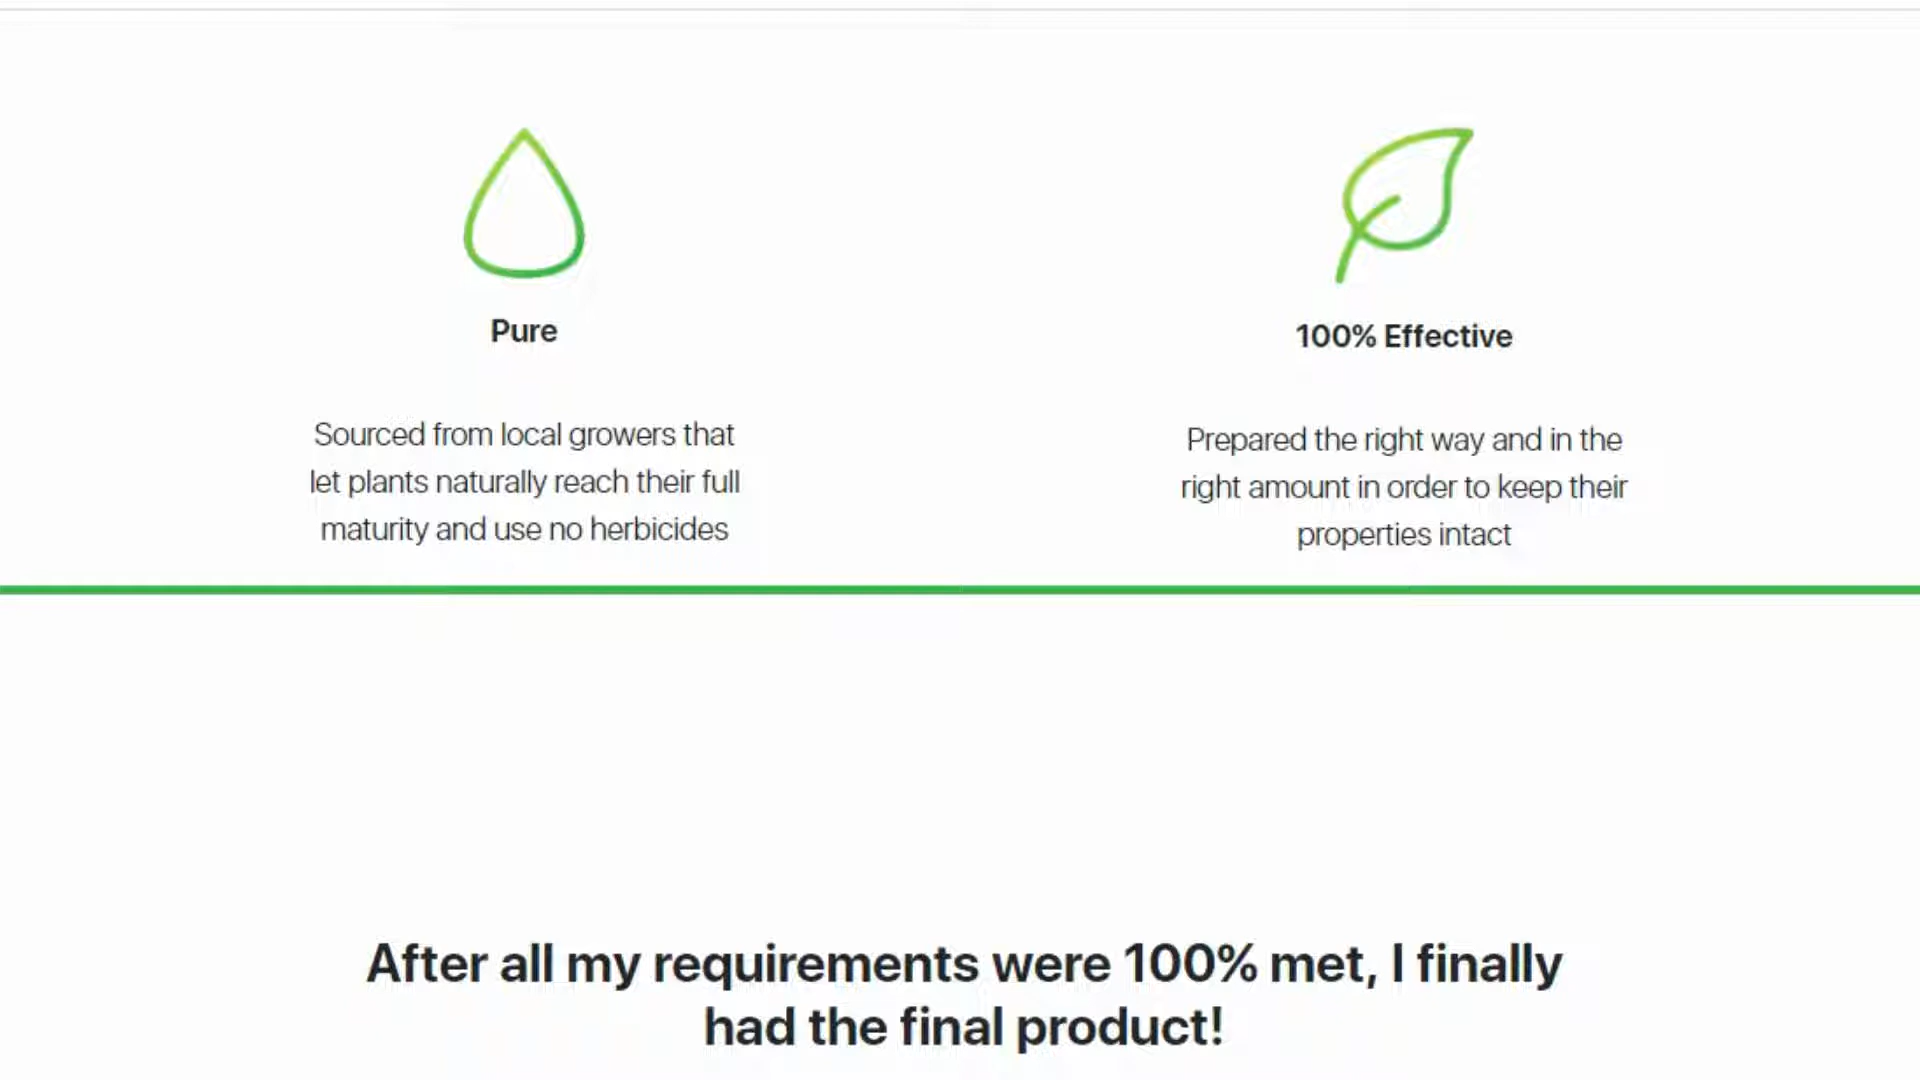 Pure
Sourced from local growers that
let plants naturally reach their full
maturity and use no herbicides
100% Effective
Prepared the right way and in the
right amount in order to keep their
properties intact
After all my requirements were 100% met, I finally
had the final product!